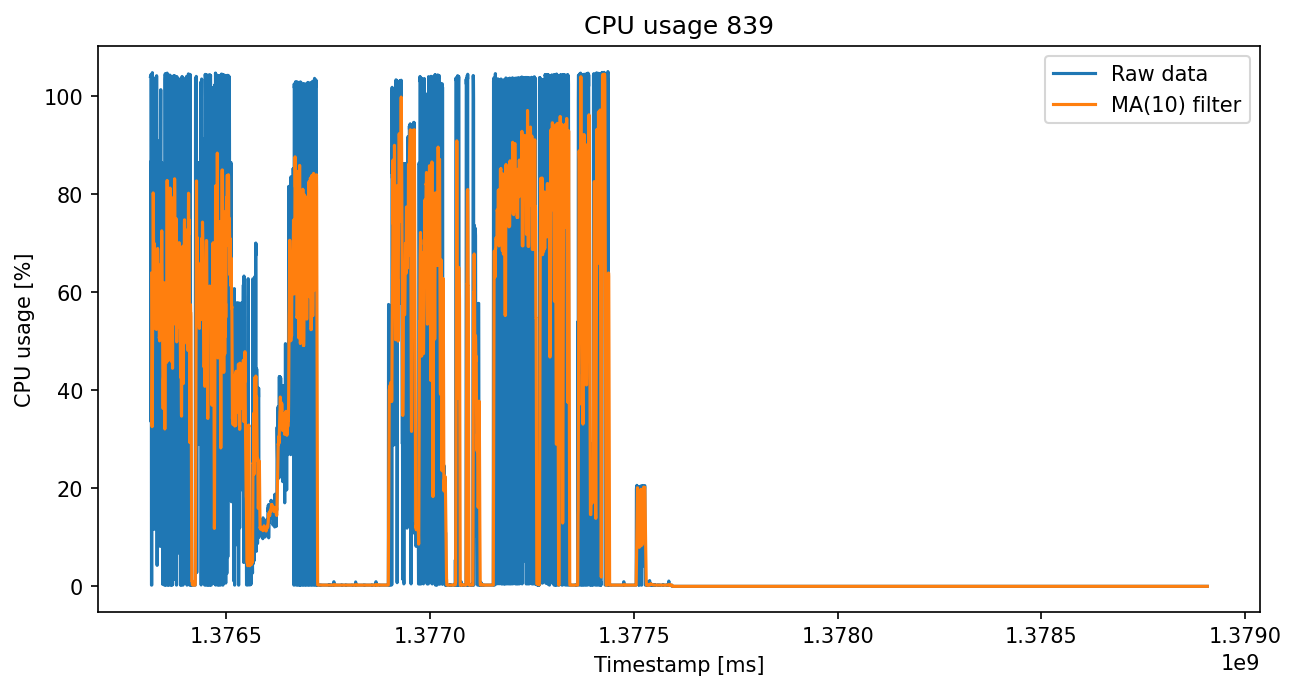 CPU usage 839
Raw data
MA(10) filter
CPU usage [%]
100
80
60
40
20
0
1.3765 1.3770 1.3775 1.3780 1.3785 1.3790
1e9
Timestamp [ms]